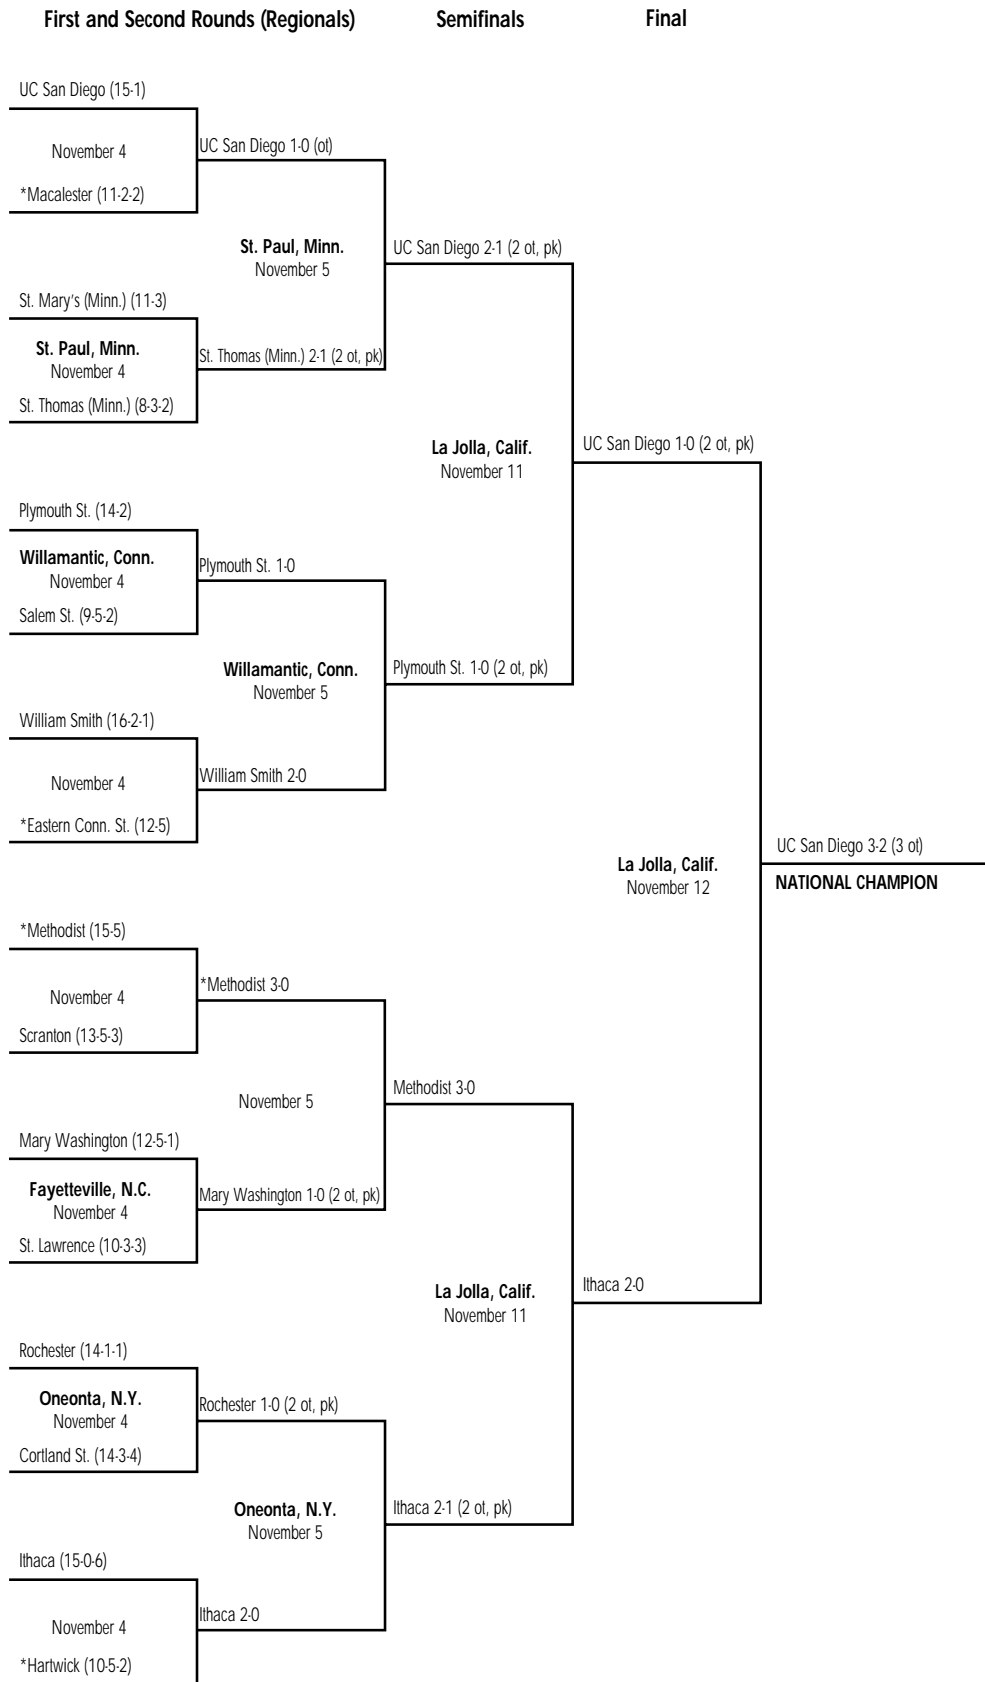 First and Second Rounds (Regionals)
Semifinals
Final
UC San Diego (15-1)
November 4
*Macalester (11-2-2)
UC San Diego 1-0 (ot)
St. Paul, Minn.
November 5
UC San Diego 2-1 (2 ot, pk)
St. Mary's (Minn.) (11-3)
St. Paul, Minn.
November 4
St. Thomas (Minn.) (8-3-2)
St. Thomas (Minn.) 2-1 (2 ot, pk)
La Jolla, Calif.
November 11
UC San Diego 1-0 (2 ot, pk)
Plymouth St. (14-2)
Willamantic, Conn.
November 4
Salem St. (9-5-2)
Plymouth St. 1-0
Willamantic, Conn.
November 5
Plymouth St. 1-0 (2 ot, pk)
William Smith (16-2-1)
November 4
*Eastern Conn. St. (12-5)
William Smith 2-0
La Jolla, Calif.
November 12
UC San Diego 3-2 (3 ot)
NATIONAL CHAMPION
*Methodist (15-5)
November 4
Scranton (13-5-3)
*Methodist 3-0
November 5
Methodist 3-0
Mary Washington (12-5-1)
Fayetteville, N.C.
November 4
St. Lawrence (10-3-3)
Mary Washington 1-0 (2 ot, pk)
La Jolla, Calif.
November 11
Ithaca 2-0
Rochester (14-1-1)
Oneonta, N.Y.
November 4
Cortland St. (14-3-4)
Rochester 1-0 (2 ot, pk)
Oneonta, N.Y.
November 5
Ithaca 2-1 (2 ot, pk)
Ithaca (15-0-6)
November 4
*Hartwick (10-5-2)
Ithaca 2-0